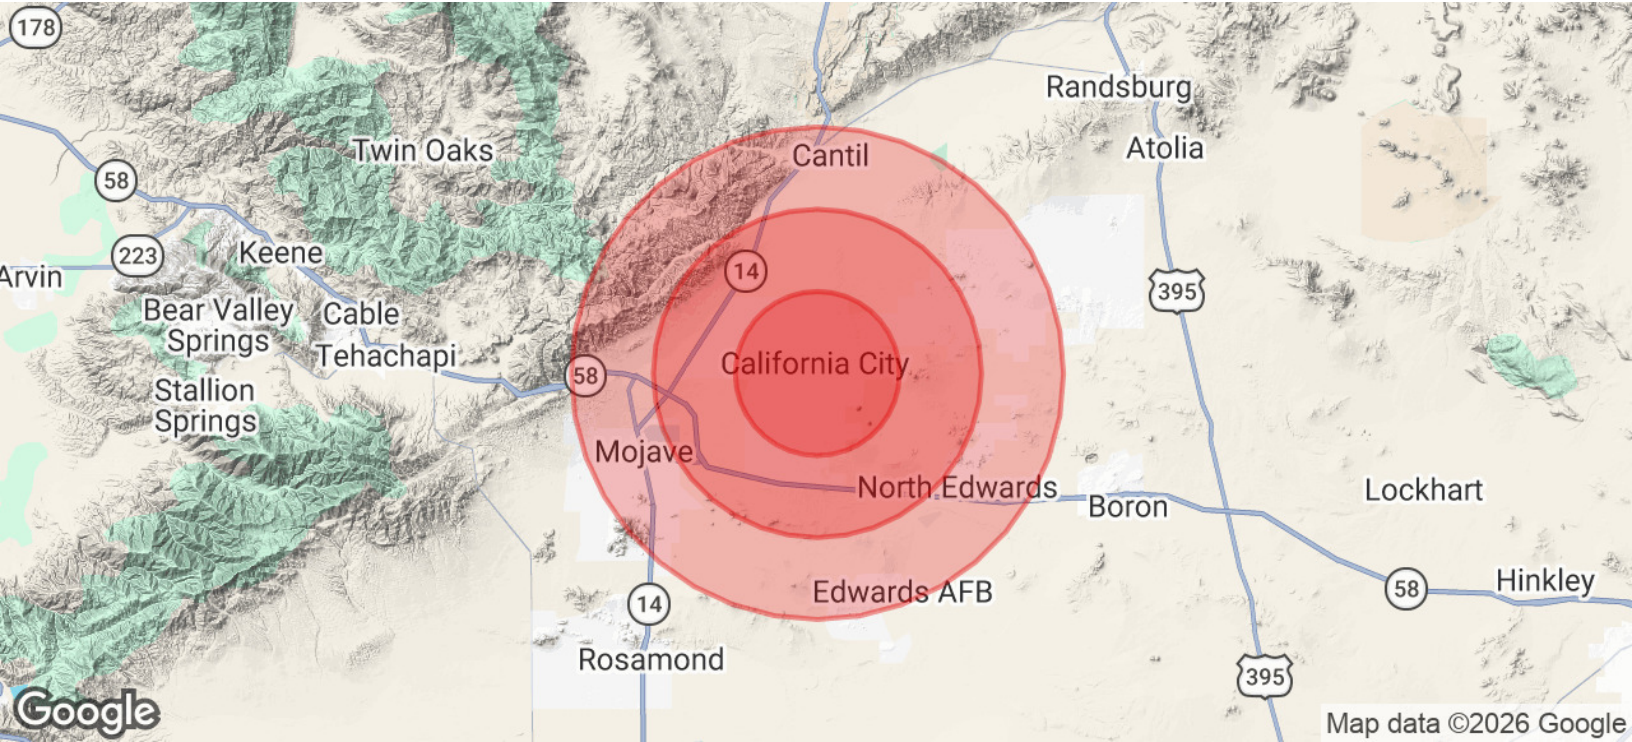 178
Randsburg
Twin Oaks
Cantil
Atolia
58
223
Keene
Arvin
14
395
Bear Valley
Springs
Cable
Tehachapi
California City
58
Stallion
Springs
Mojave
North Edwards
Boron
Lockhart
Edwards AFB
58
Hinkley
14
Rosamond
395
Google
Map data ©2026 Google